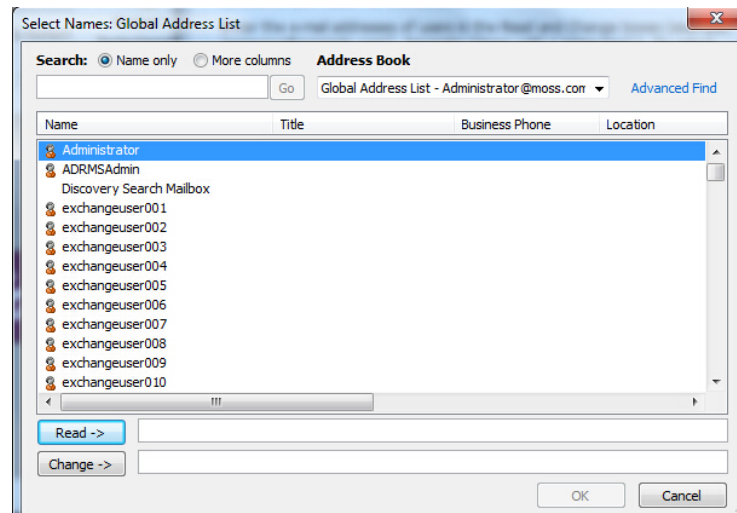 Select Names: Global Address List
Search: Name only More columns Address Book
Go Global Address List - Administrator@moss.com Advanced Find
Name Title Business Phone Location
Administrator
ADRMSAdmin
Discovery Search Mailbox
exchangeuser001
exchangeuser002
exchangeuser003
exchangeuser004
exchangeuser005
exchangeuser006
exchangeuser007
exchangeuser008
exchangeuser009
exchangeuser010
Read ->
Change ->
OK Cancel